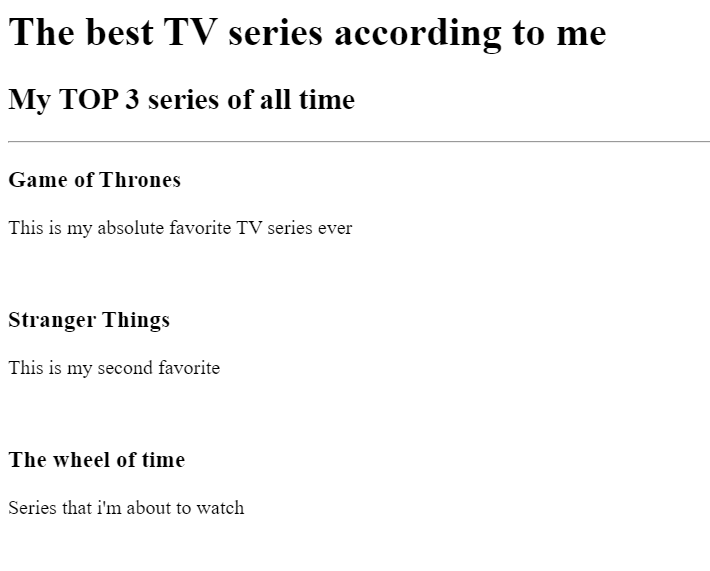 The best TV series according to me
My TOP 3 series of all time
Game of Thrones
This is my absolute favorite TV series ever
Stranger Things
This is my second favorite
The wheel of time
Series that i'm about to watch